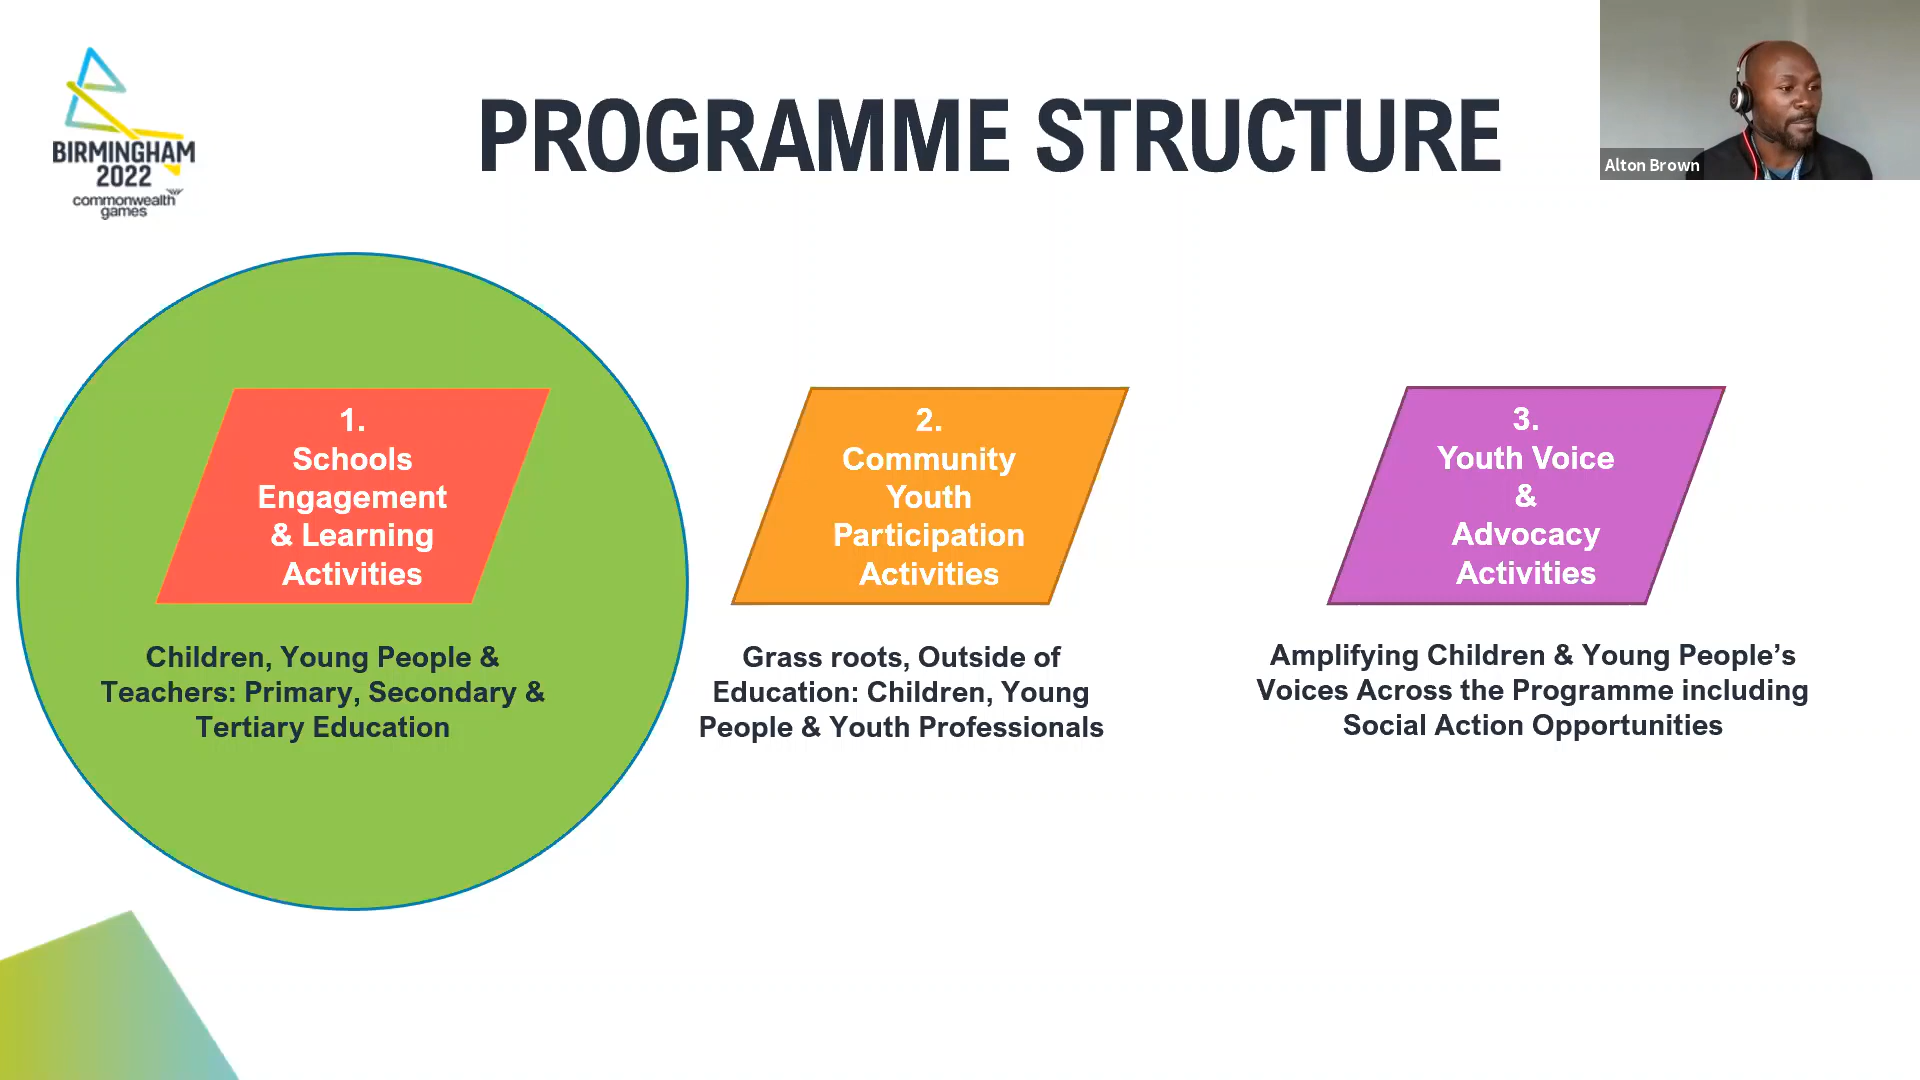 BIRMINGHAM
2022
commonwealth
games
PROGRAMME STRUCTURE
Alton Brown
1.
Schools
Engagement
& Learning
Activities
Children, Young People &
Teachers: Primary, Secondary &
Tertiary Education
2.
Community
Youth
Participation
Activities
Grass roots, Outside of
Education: Children, Young
People & Youth Professionals
3.
Youth Voice
&
Advocacy
Activities
Amplifying Children & Young People’s
Voices Across the Programme including
Social Action Opportunities